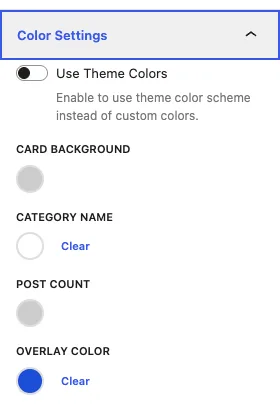 Color Settings
Use Theme Colors
Enable to use theme color scheme
instead of custom colors.
CARD BACKGROUND
CATEGORY NAME
Clear
POST COUNT
OVERLAY COLOR
Clear